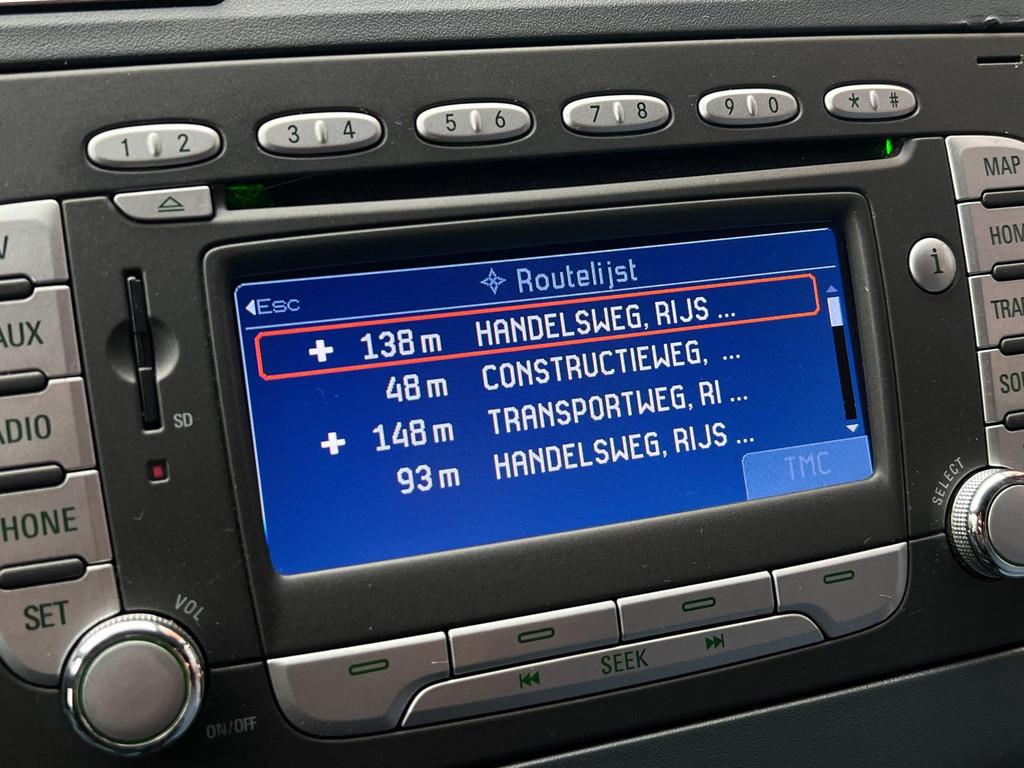 1 2 3 4 5 6 7 8 9 0 * #
MAP
HOM
TRA
SO
i
AUX
ADIO
HONE
SET
SD
VOL
ON/OFF
SELECT
Esc
Routelijst
+ 138 m HANDELSWEG, RIJS ...
48 m CONSTRUCTIEWEG, ...
+ 148 m TRANSPORTWEG, RI ...
93 m HANDELSWEG, RIJS ...
TMC
SEEK